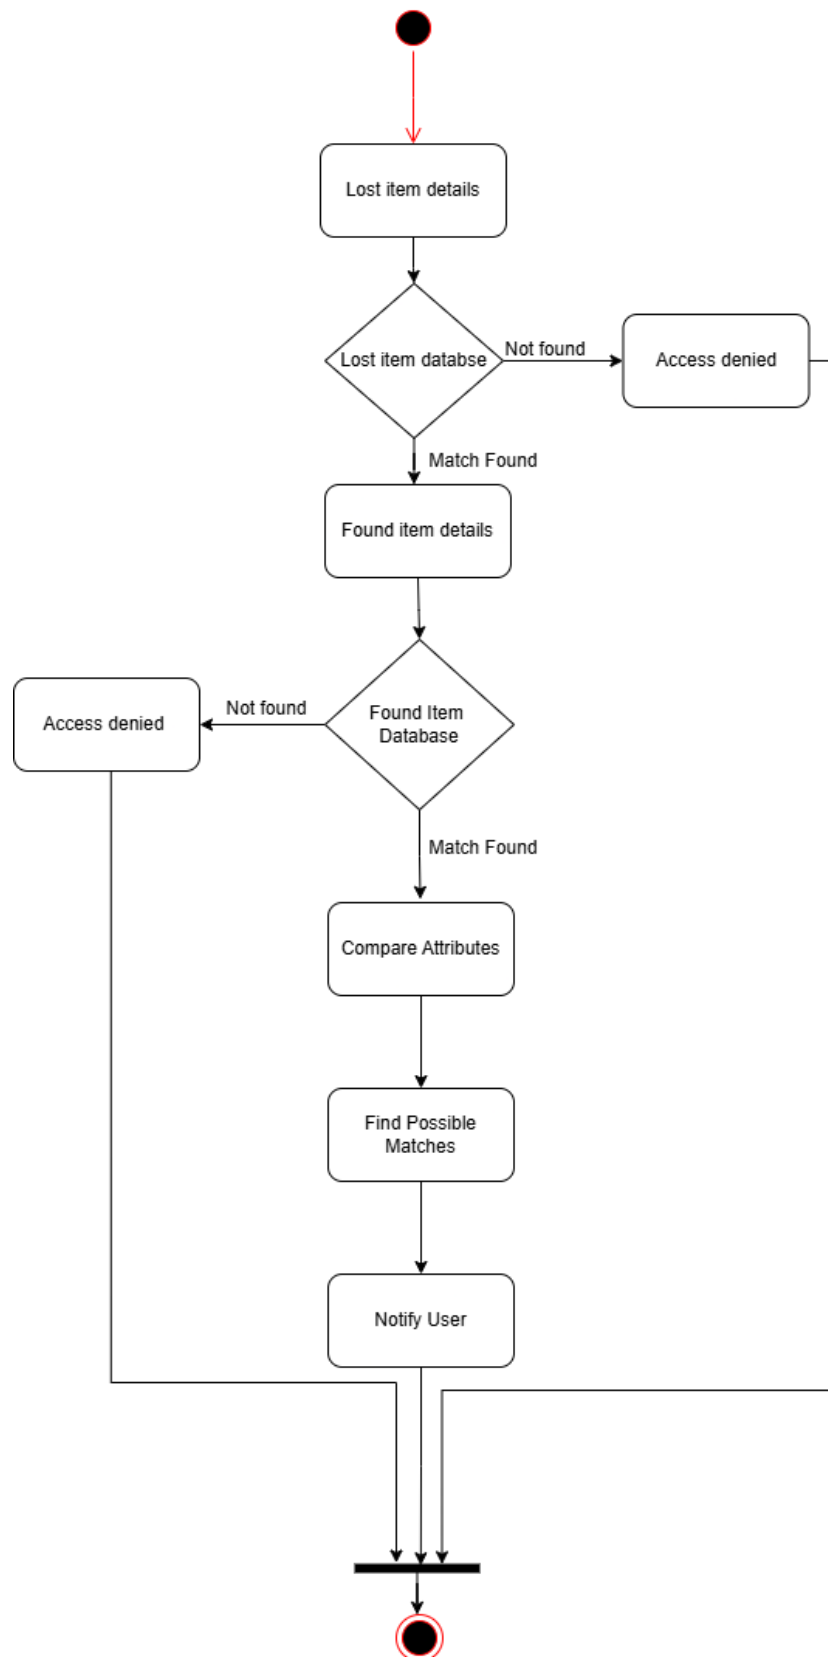 Lost item details
Lost item databse
Not found
Access denied
Match Found
Found item details
Access denied
Not found
Found Item
Database
Match Found
Compare Attributes
Find Possible
Matches
Notify User